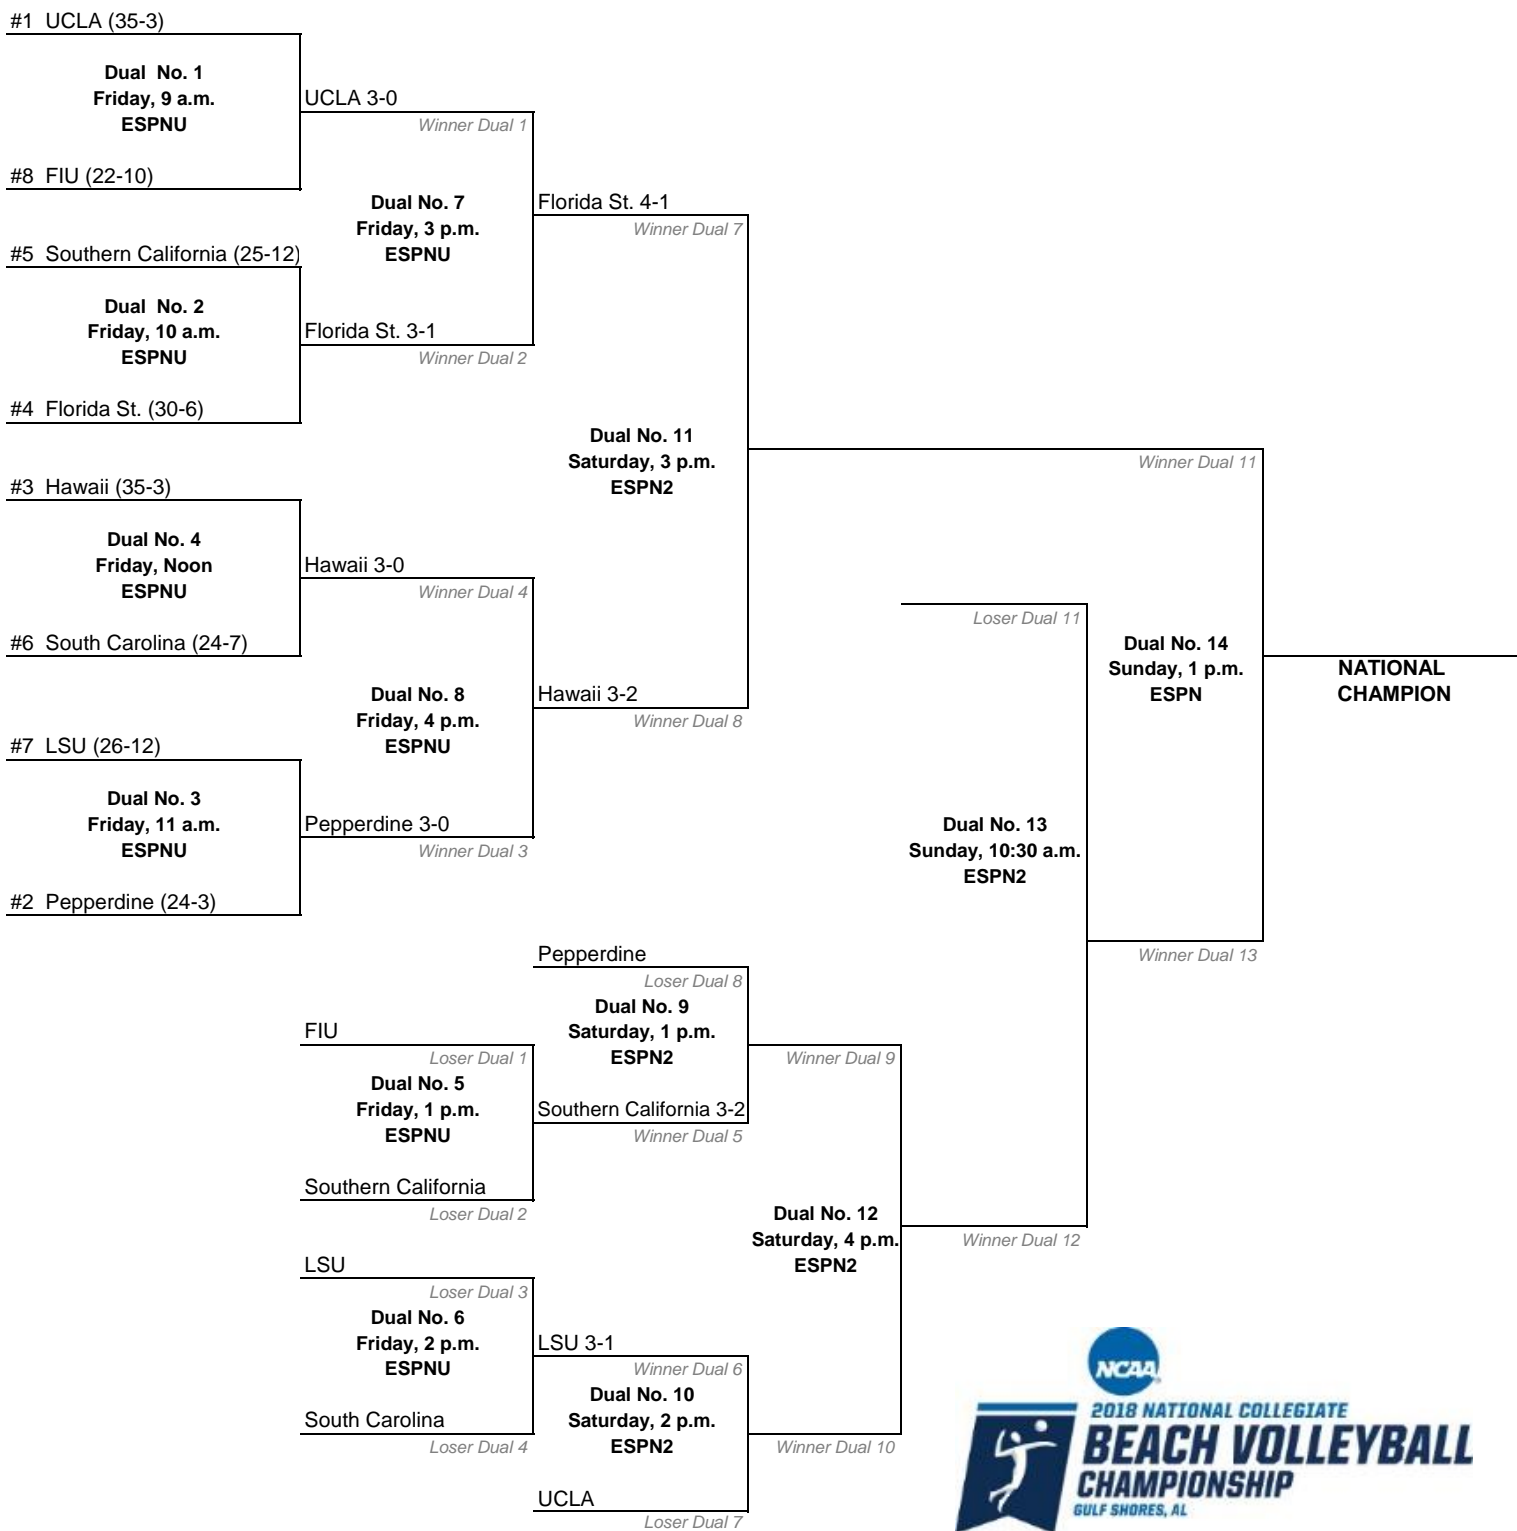 #1  UCLA (35-3)
Dual  No. 1
Friday, 9 a.m.
ESPNU
UCLA 3-0
Winner Dual 1
#8  FIU (22-10)
Dual No. 7
Friday, 3 p.m.
ESPNU
Florida St. 4-1
Winner Dual 7
#5  Southern California (25-12)
Dual  No. 2
Friday, 10 a.m.
ESPNU
Florida St. 3-1
Winner Dual 2
#4  Florida St. (30-6)
Dual No. 11
Saturday, 3 p.m.
ESPN2
Winner Dual 11
#3  Hawaii (35-3)
Dual No. 4
Friday, Noon
ESPNU
Hawaii 3-0
Winner Dual 4
#6  South Carolina (24-7)
Loser Dual 11
Dual No. 14
Sunday, 1 p.m.
ESPN
NATIONAL
CHAMPION
Dual No. 8
Friday, 4 p.m.
ESPNU
Hawaii 3-2
Winner Dual 8
#7  LSU (26-12)
Dual No. 3
Friday, 11 a.m.
ESPNU
Pepperdine 3-0
Winner Dual 3
#2  Pepperdine (24-3)
Dual No. 13
Sunday, 10:30 a.m.
ESPN2
Winner Dual 13
Pepperdine
Loser Dual 8
Dual No. 9
Saturday, 1 p.m.
ESPN2
Winner Dual 9
FIU
Loser Dual 1
Dual No. 5
Friday, 1 p.m.
ESPNU
Southern California 3-2
Winner Dual 5
Southern California
Loser Dual 2
Dual No. 12
Saturday, 4 p.m.
ESPN2
Winner Dual 12
LSU
Loser Dual 3
Dual No. 6
Friday, 2 p.m.
ESPNU
LSU 3-1
Winner Dual 6
South Carolina
Loser Dual 4
Dual No. 10
Saturday, 2 p.m.
ESPN2
Winner Dual 10
UCLA
Loser Dual 7
NCAA
2018 NATIONAL COLLEGIATE
BEACH VOLLEYBALL
CHAMPIONSHIP
GULF SHORES, AL